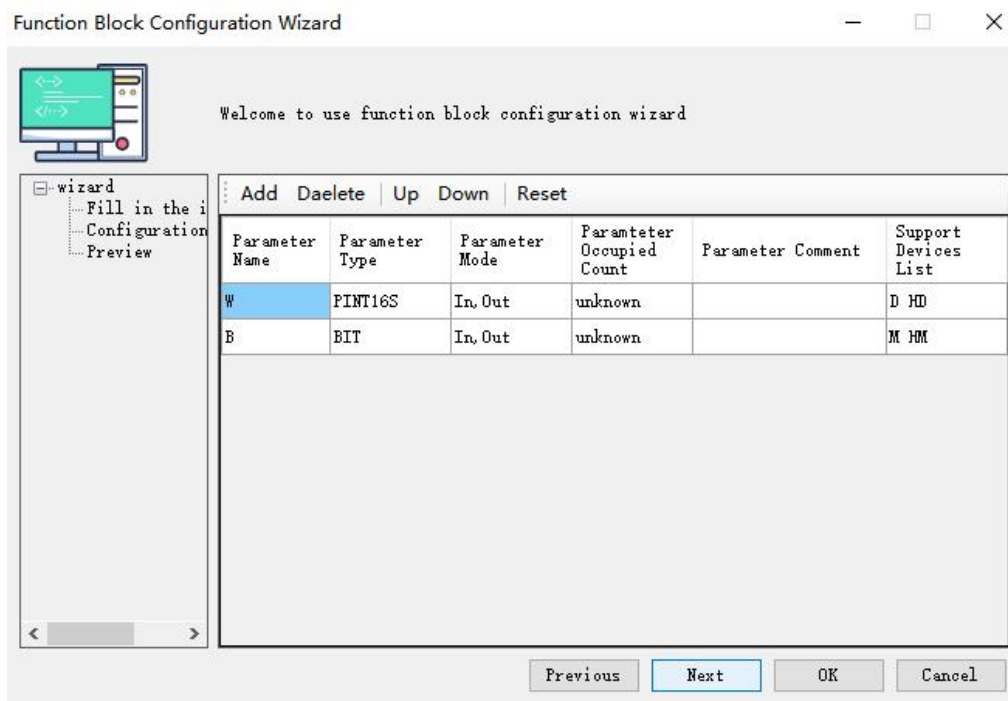 Function Block Configuration Wizard
Welcome to use function block configuration wizard
wizard
Fill in the i
Configuration
Preview
Add Daelete Up Down Reset
Parameter Name Parameter Type Parameter Mode Paramteter Occupied Count Parameter Comment Support Devices List
W PINT16S In,Out unknown D HD
B BIT In,Out unknown M HM
Previous Next OK Cancel